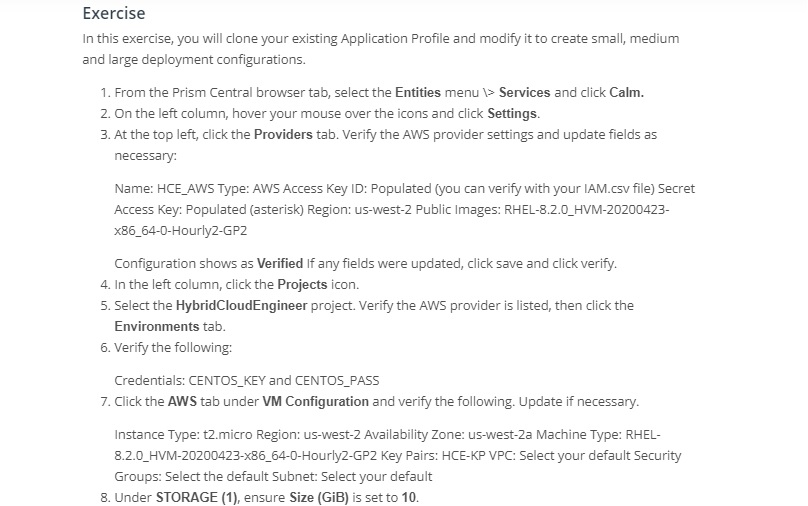 Exercise
In this exercise, you will clone your existing Application Profile and modify it to create small, medium
and large deployment configurations.
1. From the Prism Central browser tab, select the Entities menu \> Services and click Calm.
2. On the left column, hover your mouse over the icons and click Settings.
3. At the top left, click the Providers tab. Verify the AWS provider settings and update fields as
necessary:
Name: HCE_AWS Type: AWS Access Key ID: Populated (you can verify with your IAM.csv file) Secret
Access Key: Populated (asterisk) Region: us-west-2 Public Images: RHEL-8.2.0_HVM-20200423-
x86_64-0-Hourly2-GP2
Configuration shows as Verified If any fields were updated, click save and click verify.
4. In the left column, click the Projects icon.
5. Select the HybridCloudEngineer project. Verify the AWS provider is listed, then click the
Environments tab.
6. Verify the following:
Credentials: CENTOS_KEY and CENTOS_PASS
7. Click the AWS tab under VM Configuration and verify the following. Update if necessary.
Instance Type: t2.micro Region: us-west-2 Availability Zone: us-west-2a Machine Type: RHEL-
8.2.0_HVM-20200423-x86_64-0-Hourly2-GP2 Key Pairs: HCE-KP VPC: Select your default Security
Groups: Select the default Subnet: Select your default
8. Under STORAGE (1), ensure Size (GiB) is set to 10.